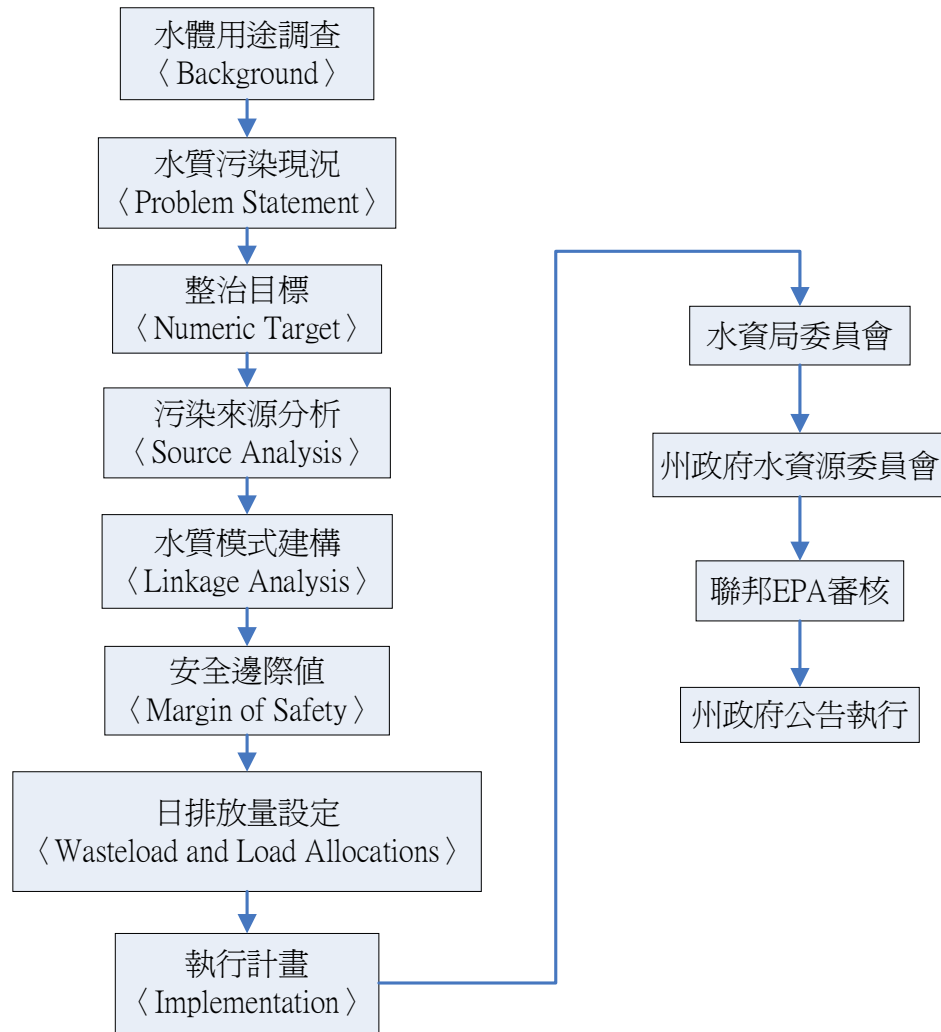 水體用途調查
〈Background〉
水質污染現況
〈Problem Statement〉
整治目標
〈Numeric Target〉
污染來源分析
〈Source Analysis〉
水質模式建構
〈Linkage Analysis〉
安全邊際值
〈Margin of Safety〉
日排放量設定
〈Wasteload and Load Allocations〉
執行計畫
〈Implementation〉
水資局委員會
州政府水資源委員會
聯邦EPA審核
州政府公告執行